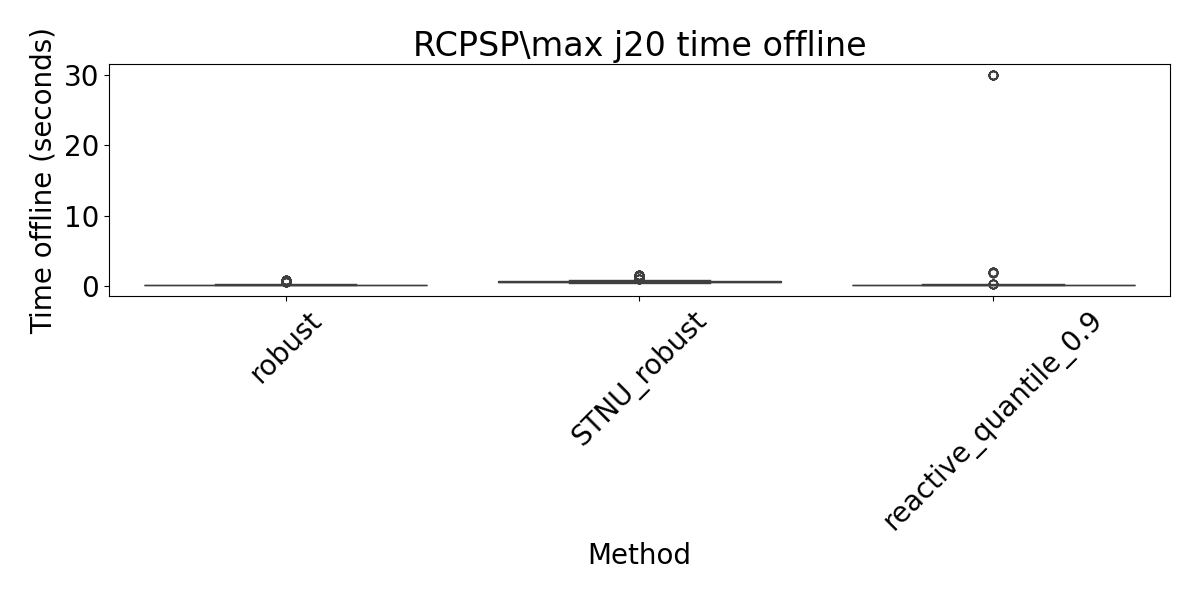 RCPSP\max j20 time offline
Time offline (seconds)
30
20
10
0
robust
STNU_robust
reactive_quantile_0.9
Method